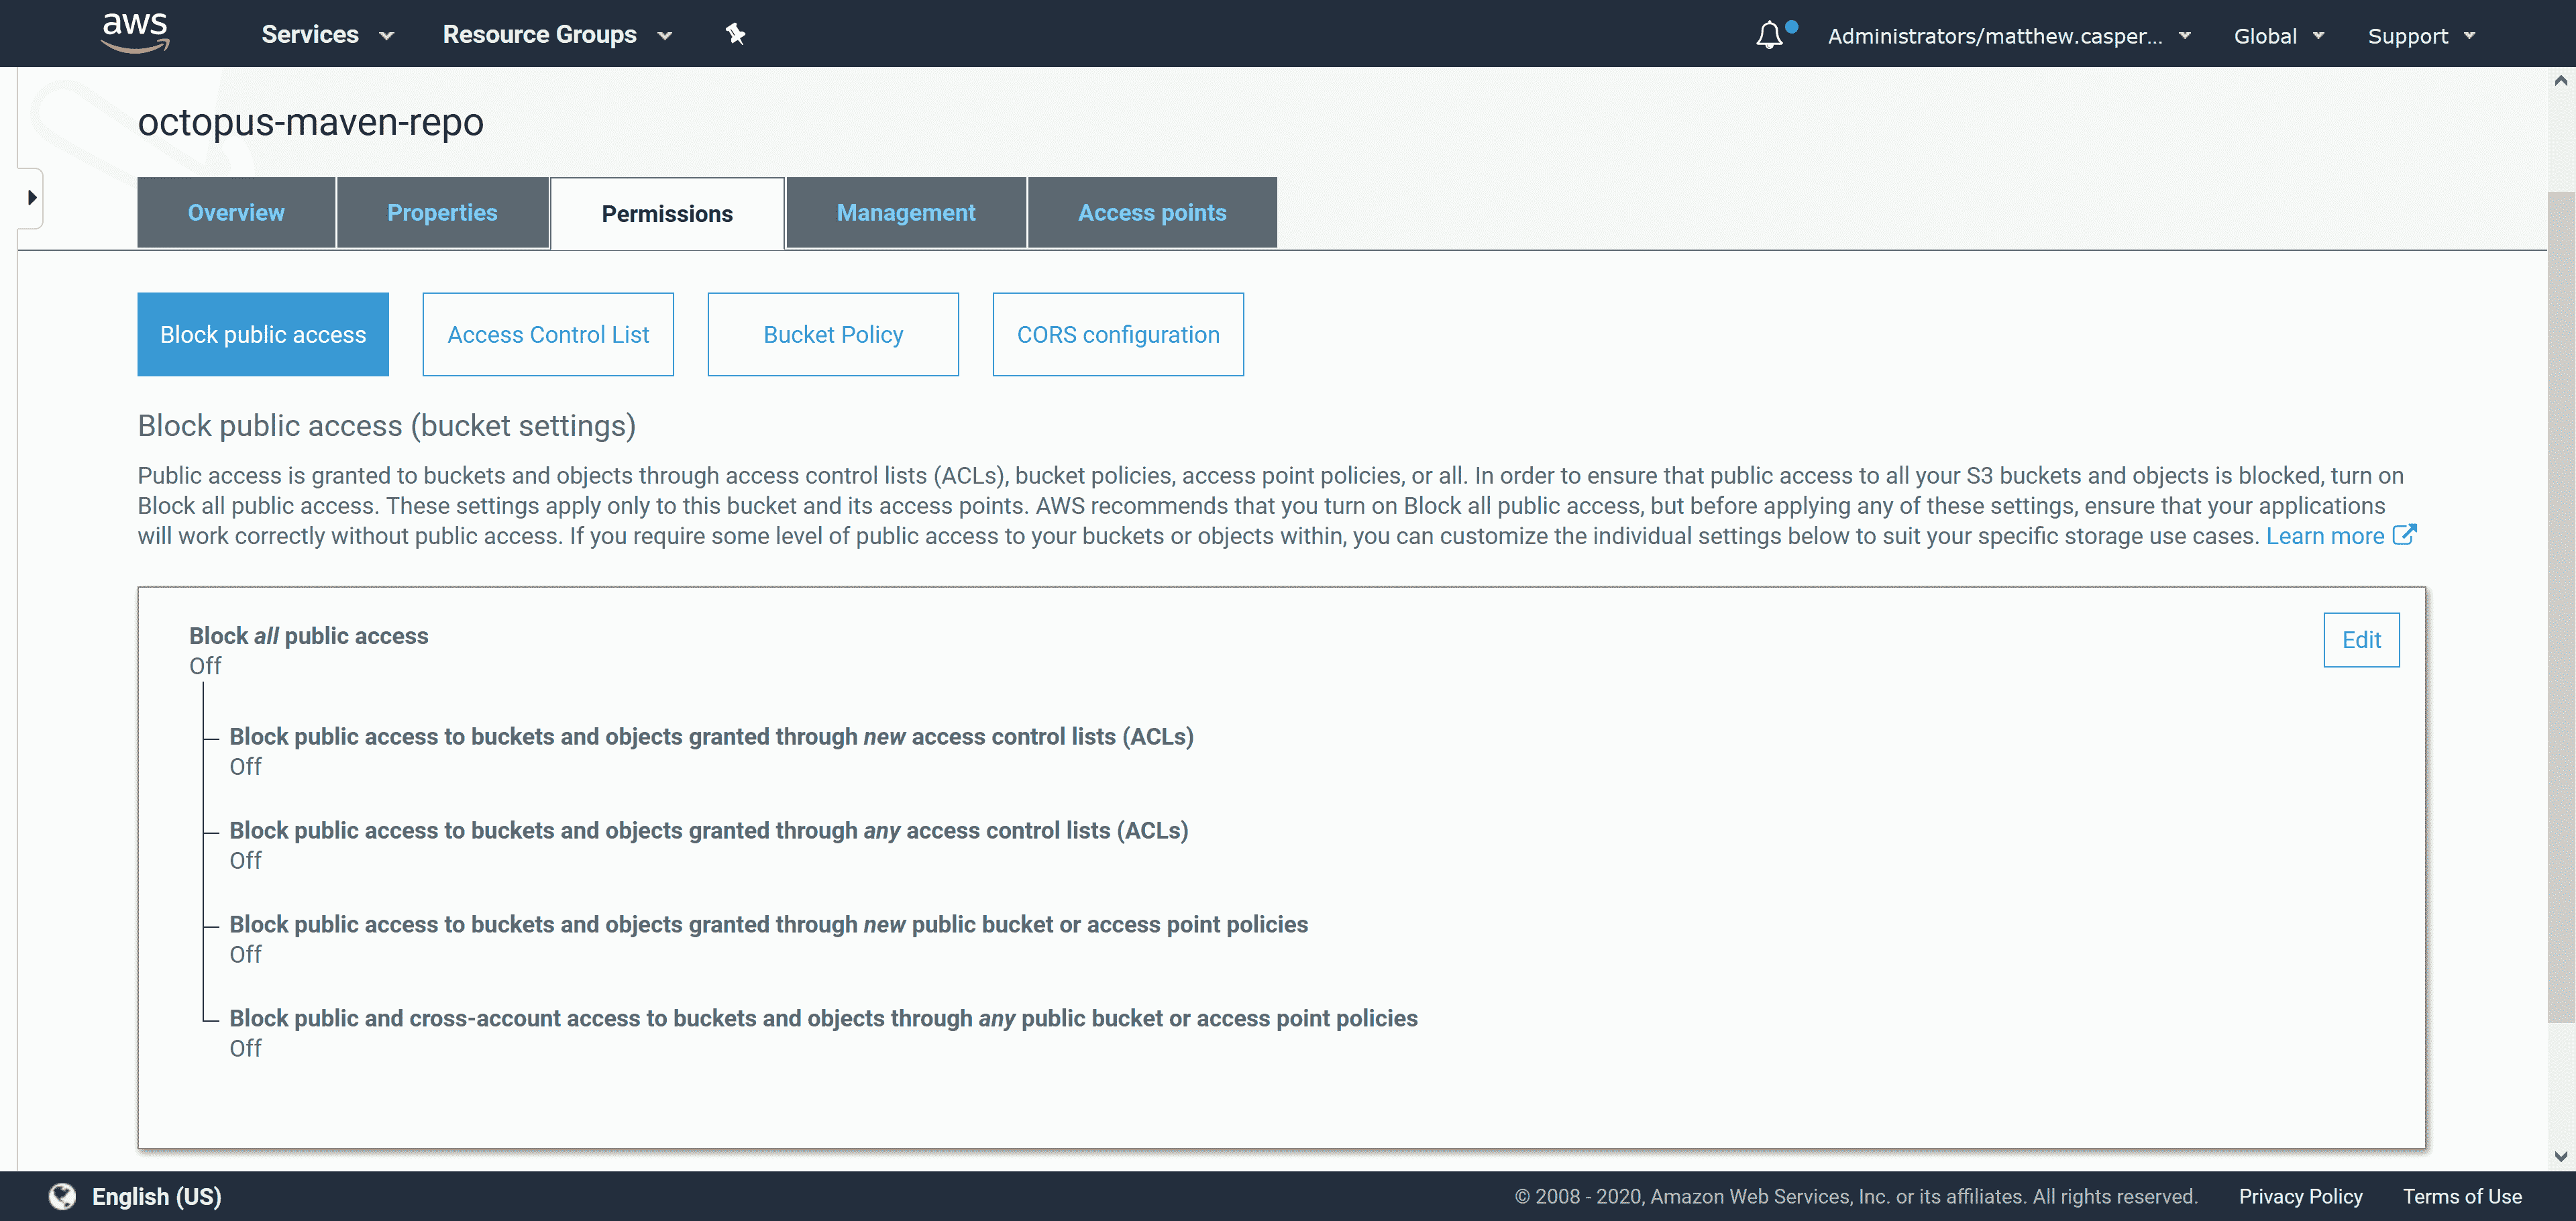 aws Services Resource Groups Administrators/matthew.casper... Global Support
octopus-maven-repo
Overview Properties Permissions Management Access points
Block public access Access Control List Bucket Policy CORS configuration
Block public access (bucket settings)
Public access is granted to buckets and objects through access control lists (ACLs), bucket policies, access point policies, or all. In order to ensure that public access to all your S3 buckets and objects is blocked, turn on
Block all public access. These settings apply only to this bucket and its access points. AWS recommends that you turn on Block all public access, but before applying any of these settings, ensure that your applications
will work correctly without public access. If you require some level of public access to your buckets or objects within, you can customize the individual settings below to suit your specific storage use cases. Learn more
Block all public access
Edit
Off
Block public access to buckets and objects granted through new access control lists (ACLs)
Off
Block public access to buckets and objects granted through any access control lists (ACLs)
Off
Block public access to buckets and objects granted through new public bucket or access point policies
Off
Block public and cross-account access to buckets and objects through any public bucket or access point policies
Off
English (US) © 2008 - 2020, Amazon Web Services, Inc. or its affiliates. All rights reserved. Privacy Policy Terms of Use